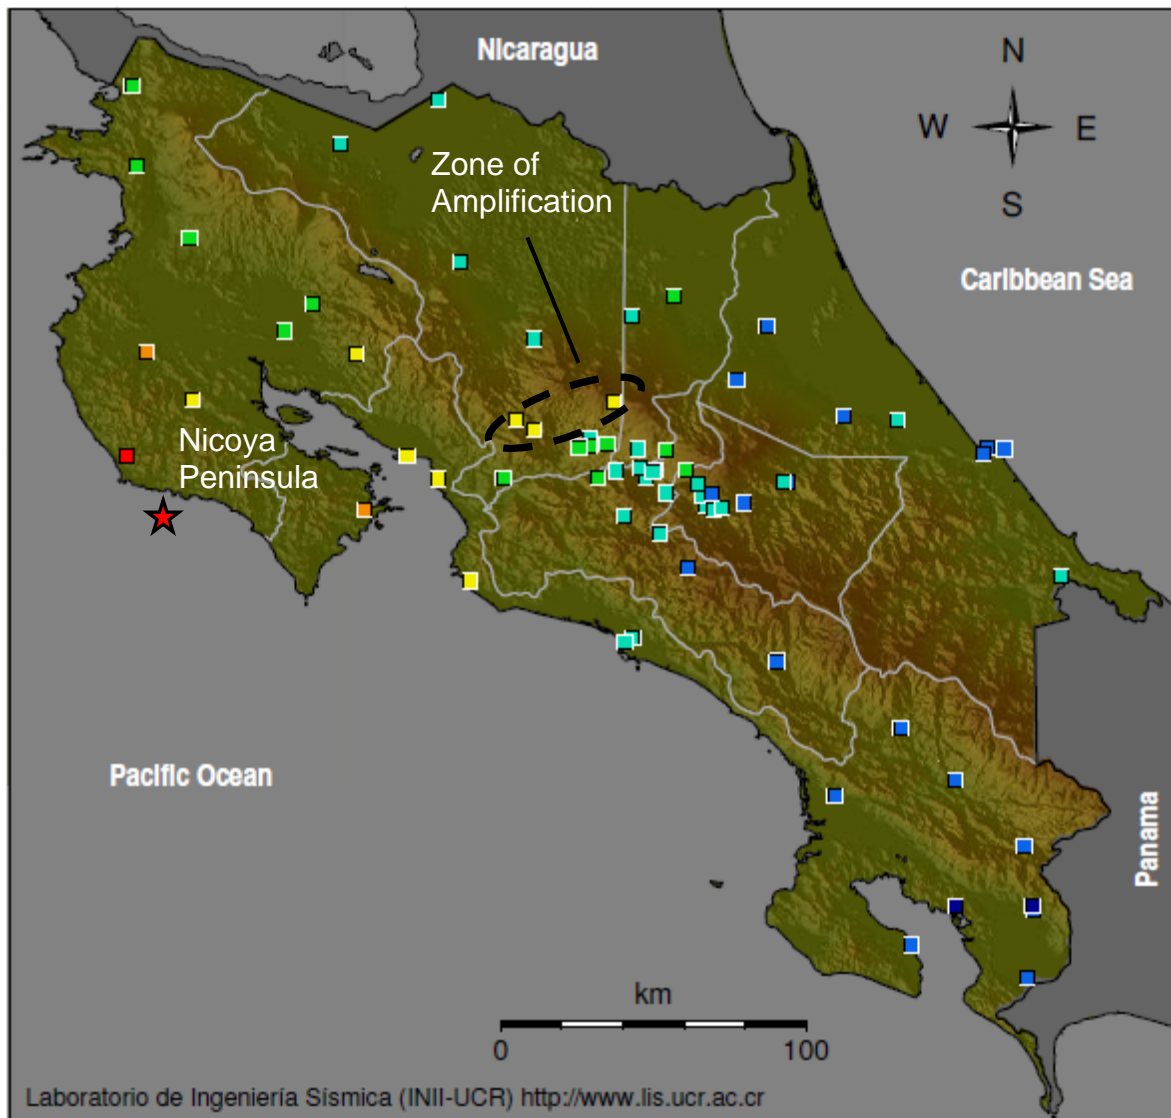 Nicaragua
N
W
E
S
Zone of
Amplification
Caribbean Sea
Nicoya
Peninsula
Pacific Ocean
Panama
km
0
100
Laboratorio de Ingeniería Sísmica (INII-UCR) http://www.lis.ucr.ac.cr